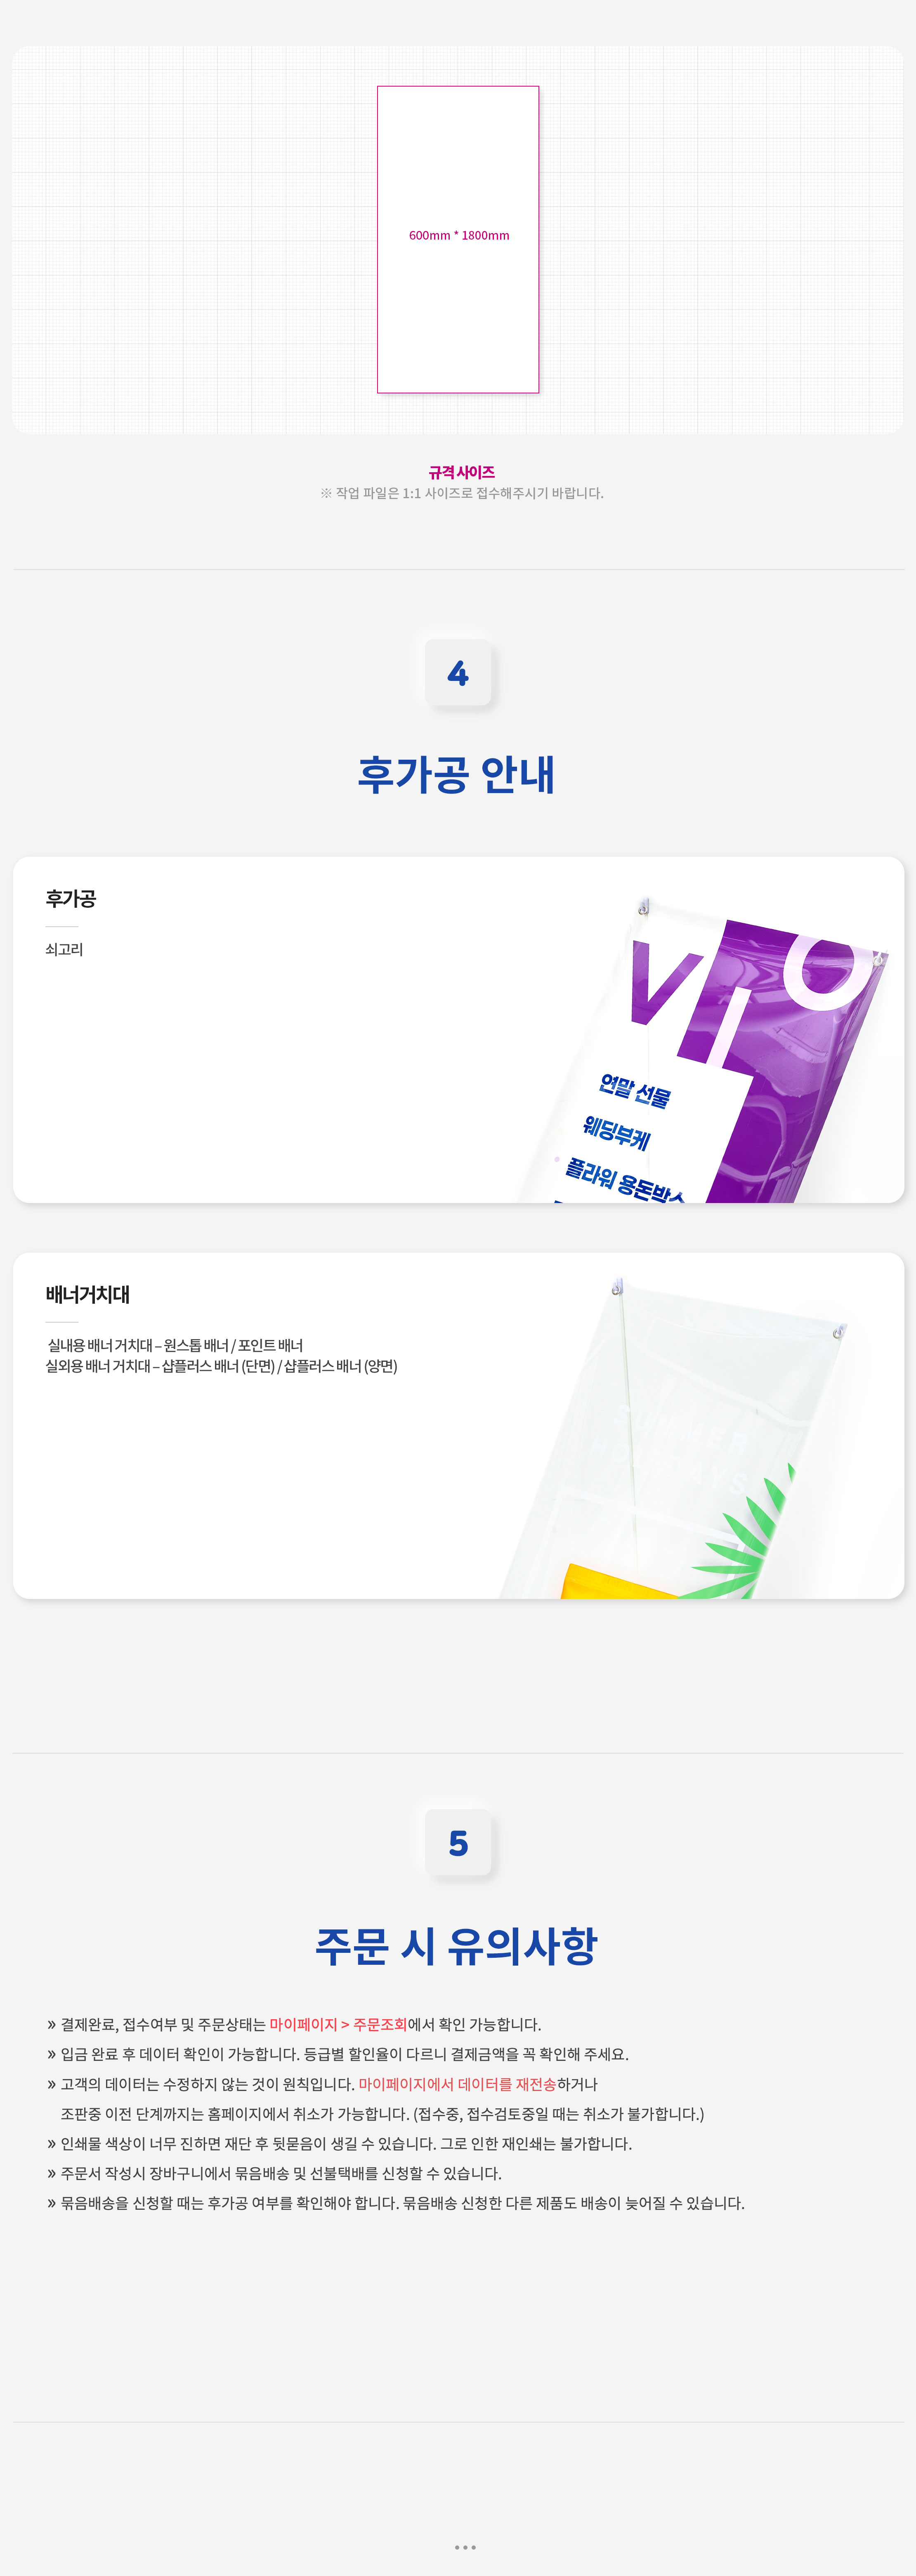 600mm * 1800mm
규격 사이즈
※ 작업 파일은 1:1 사이즈로 접수해주시기 바랍니다.
4
후가공 안내
후가공
쇠고리
VIO
연말 선물
웨딩부케
플라워 용돈박스
배너거치대
실내용 배너 거치대 – 원스톱 배너 / 포인트 배너
실외용 배너 거치대 – 샵플러스 배너 (단면) / 샵플러스 배너 (양면)
SUMMER
HOLIDAYS
5
주문 시 유의사항
» 결제완료, 접수여부 및 주문상태는 마이페이지 > 주문조회에서 확인 가능합니다.
» 입금 완료 후 데이터 확인이 가능합니다. 등급별 할인율이 다르니 결제금액을 꼭 확인해 주세요.
» 고객의 데이터는 수정하지 않는 것이 원칙입니다. 마이페이지에서 데이터를 재전송하거나
조판중 이전 단계까지는 홈페이지에서 취소가 가능합니다. (접수중, 접수검토중일 때는 취소가 불가합니다.)
» 인쇄물 색상이 너무 진하면 재단 후 뒷묻음이 생길 수 있습니다. 그로 인한 재인쇄는 불가합니다.
» 주문서 작성시 장바구니에서 묶음배송 및 선불택배를 신청할 수 있습니다.
» 묶음배송을 신청할 때는 후가공 여부를 확인해야 합니다. 묶음배송 신청한 다른 제품도 배송이 늦어질 수 있습니다.